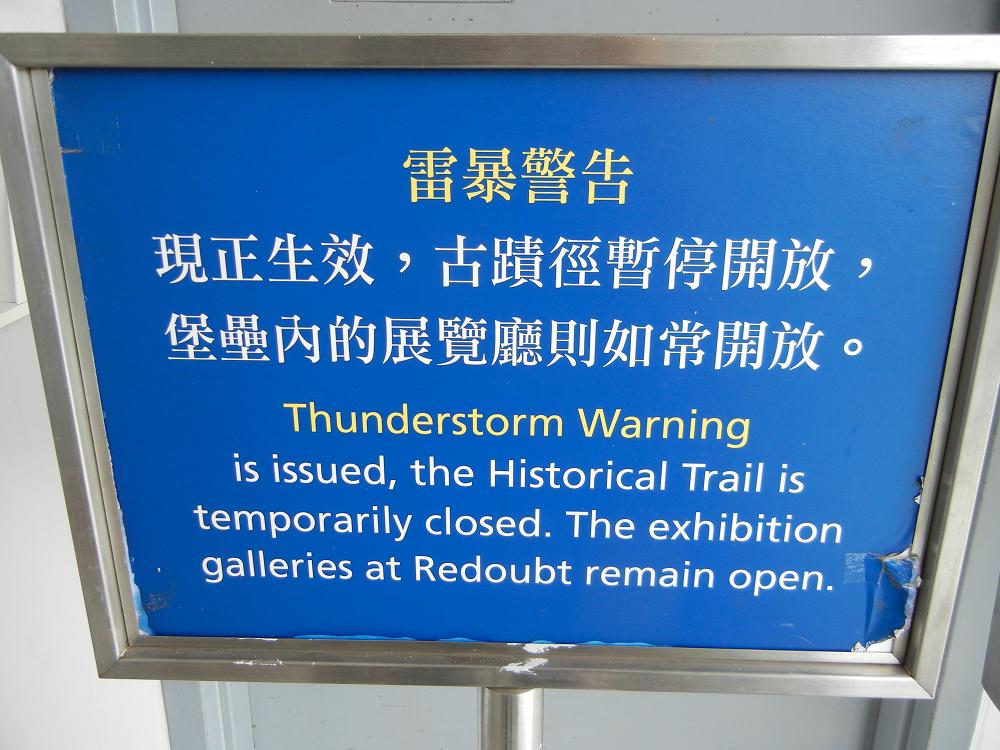 雷暴警告
現正生效，古蹟徑暫停開放，
堡壘內的展覽廳則如常開放。
Thunderstorm Warning
is issued, the Historical Trail is
temporarily closed. The exhibition
galleries at Redoubt remain open.